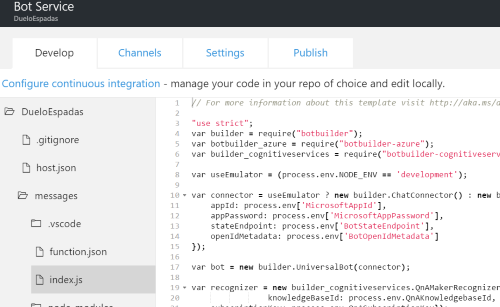 Bot Service
DueloEspadas
Develop
Channels
Settings
Publish
Configure continuous integration - manage your code in your repo of choice and edit locally.
DueloEspadas
.gitignore
host.json
messages
.vscode
function.json
index.js
node_modules
1 // For more information about this template visit http://aka.ms/a
2
3 "use strict";
4 var builder = require("botbuilder");
5 var botbuilder_azure = require("botbuilder-azure");
6 var builder_cognitiveservices = require("botbuilder-cognitiveserv
7
8 var useEmulator = (process.env.NODE_ENV == 'development');
9
10 var connector = useEmulator ? new builder.ChatConnector() : new b
11 appId: process.env['MicrosoftAppId'],
12 appPassword: process.env['MicrosoftAppPassword'],
13 stateEndpoint: process.env['BotStateEndpoint'],
14 openIdMetadata: process.env['BotOpenIdMetadata']
15 });
16
17 var bot = new builder.UniversalBot(connector);
18
19 var recognizer = new builder_cognitiveservices.QnAMakerRecognizer
20 knowledgeBaseId: process.env.QnAKnowledgebaseId,